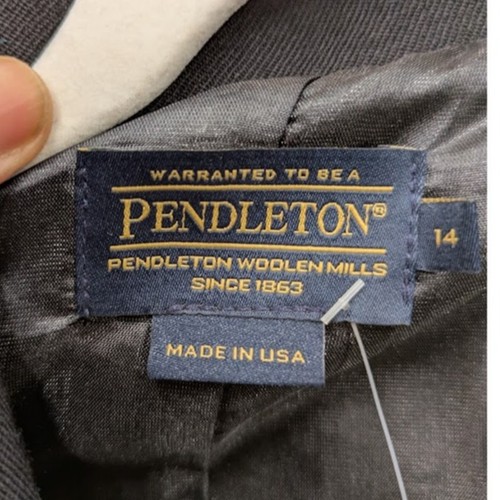 WARRANTED TO BE A
PENDLETON®
PENDLETON WOOLEN MILLS
SINCE 1863
14
MADE IN USA